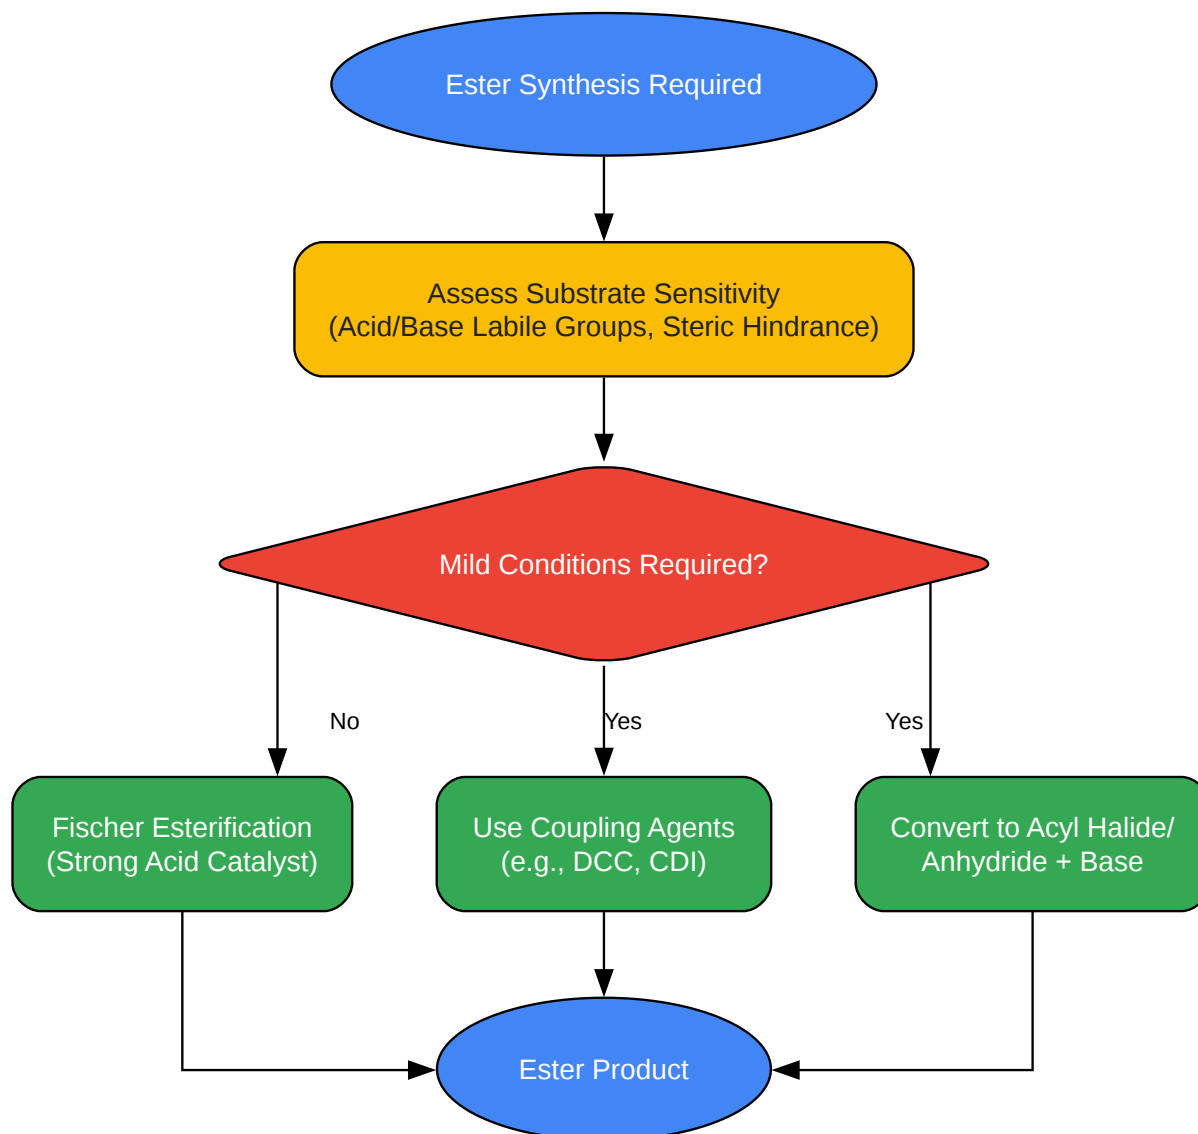 Ester Synthesis Required
Assess Substrate Sensitivity
(Acid/Base Labile Groups, Steric Hindrance)
Mild Conditions Required?
No
Yes
Yes
Fischer Esterification
(Strong Acid Catalyst)
Use Coupling Agents
(e.g., DCC, CDI)
Convert to Acyl Halide/
Anhydride + Base
Ester Product